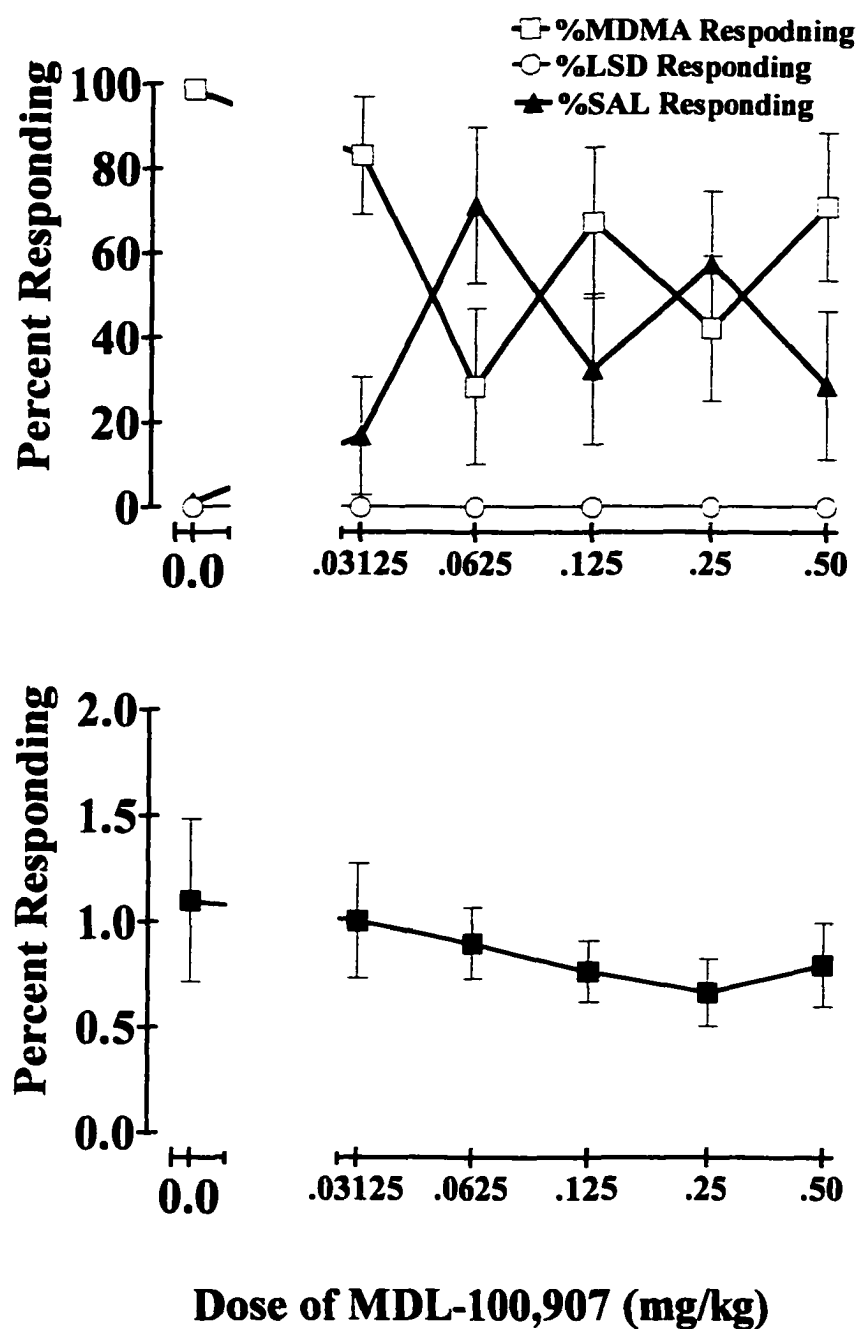 %MDMA Respodning
%LSD Responding
%SAL Responding
Percent Responding
100
80
60
40
20
0
0.0 .03125 .0625 .125 .25 .50
Percent Responding
2.0
1.5
1.0
0.5
0.0
0.0 .03125 .0625 .125 .25 .50
Dose of MDL-100,907 (mg/kg)